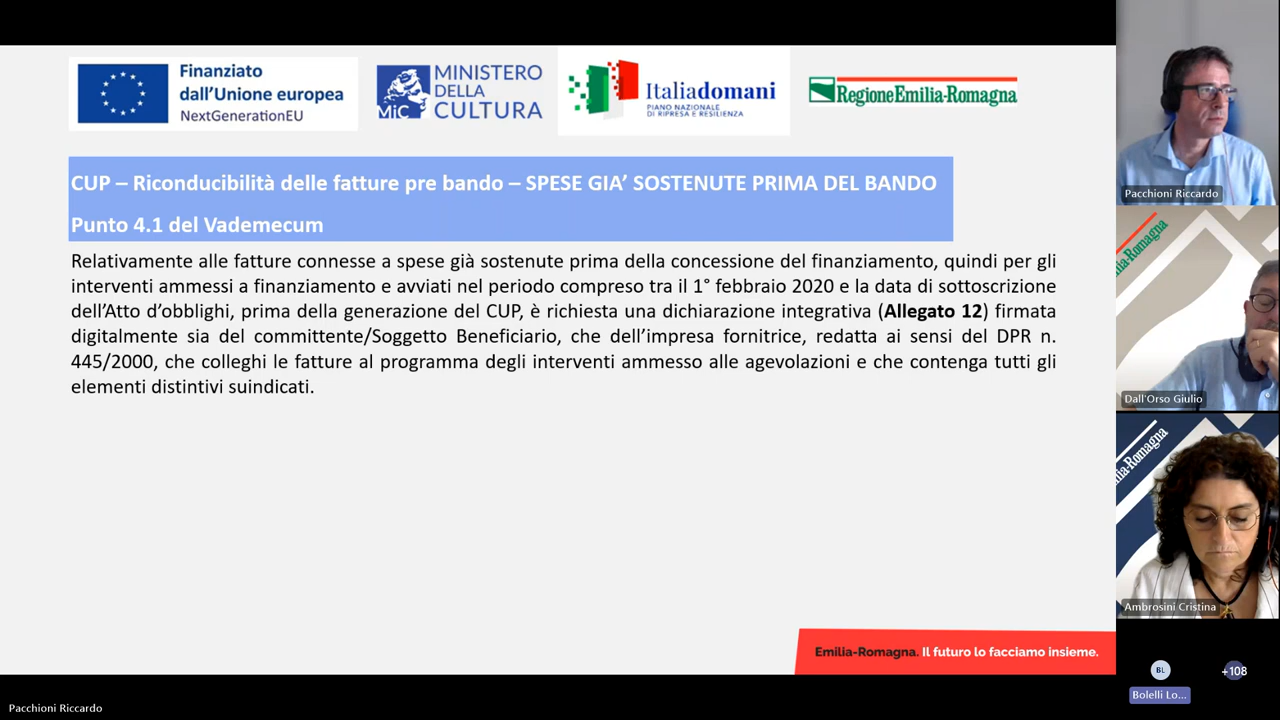 Finanziato
dall'Unione europea
NextGenerationEU
MiC
MINISTERO
DELLA
CULTURA
Italiadomani
PIANO NAZIONALE
DI RIPRESA E RESILIENZA
RegioneEmilia-Romagna
CUP – Riconducibilità delle fatture pre bando – SPESE GIA’ SOSTENUTE PRIMA DEL BANDO
Punto 4.1 del Vademecum
Relativamente alle fatture connesse a spese già sostenute prima della concessione del finanziamento, quindi per gli
interventi ammessi a finanziamento e avviati nel periodo compreso tra il 1° febbraio 2020 e la data di sottoscrizione
dell’Atto d’obblighi, prima della generazione del CUP, è richiesta una dichiarazione integrativa (Allegato 12) firmata
digitalmente sia del committente/Soggetto Beneficiario, che dell’impresa fornitrice, redatta ai sensi del DPR n.
445/2000, che colleghi le fatture al programma degli interventi ammesso alle agevolazioni e che contenga tutti gli
elementi distintivi suindicati.
Emilia-Romagna. Il futuro lo facciamo insieme.
Pacchioni Riccardo
Pacchioni Riccardo
ilia-Romagna
Dall'Orso Giulio
ilia-Romagna
Ambrosini Cristina
BL
+108
Bolelli Lo...